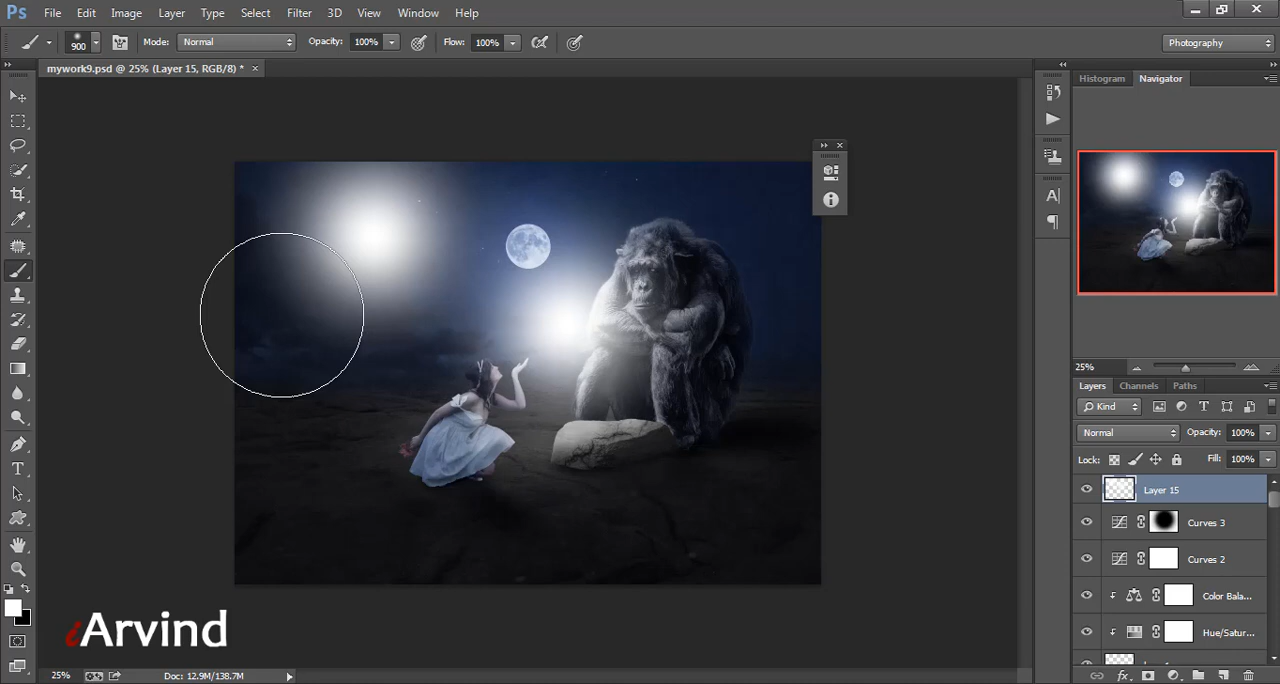 Ps File Edit Image Layer Type Select Filter 3D View Window Help
900 Mode: Normal Opacity: 100% Flow: 100% Photography
mywork9.psd @ 25% (Layer 15, RGB/8) * ×
Histogram Navigator
25%
Layers Channels Paths
Kind
Normal Opacity: 100%
Lock: Fill: 100%
Layer 15
Curves 3
Curves 2
Color Bala...
Hue/Satur...
iArvind
25% Doc: 12.9M/138.7M